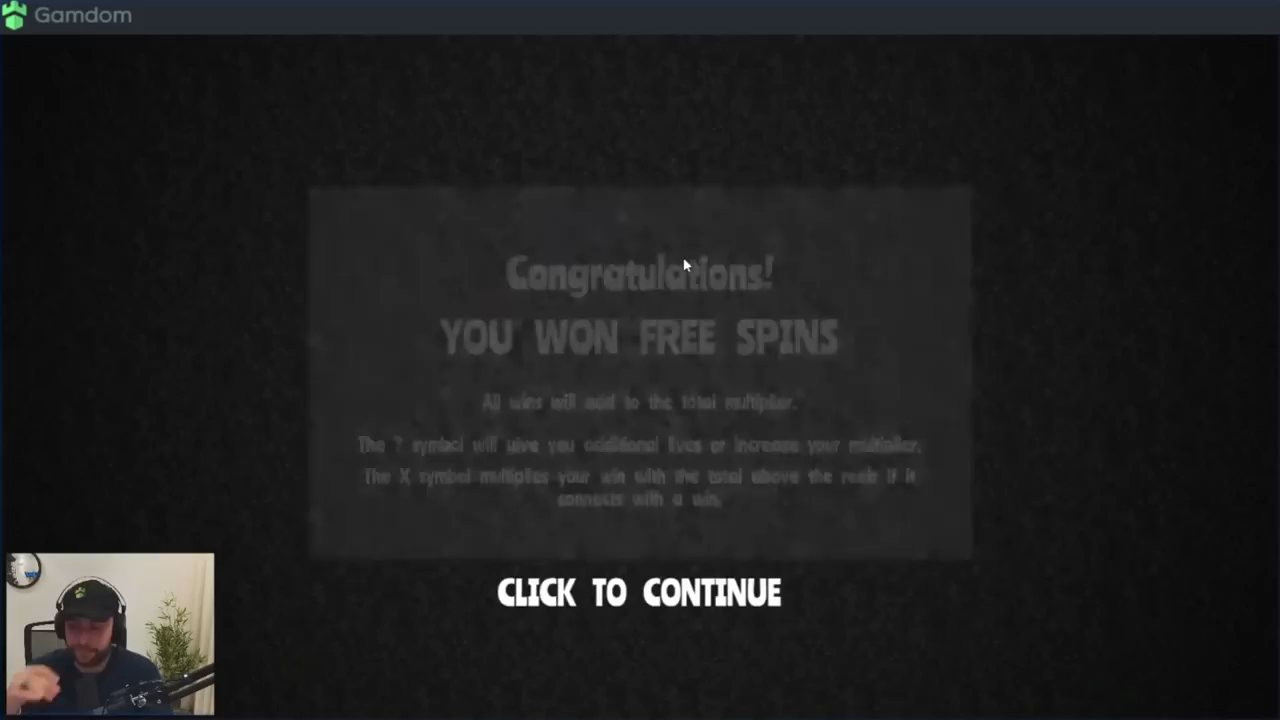 Gamdom
Congratulations!
YOU WON FREE SPINS
All wins will add to the total multiplier.
The ? symbol will give you additional lives or increase your multiplier.
The X symbol multiplies your win with the total above the reels if it
connects with a win.
CLICK TO CONTINUE